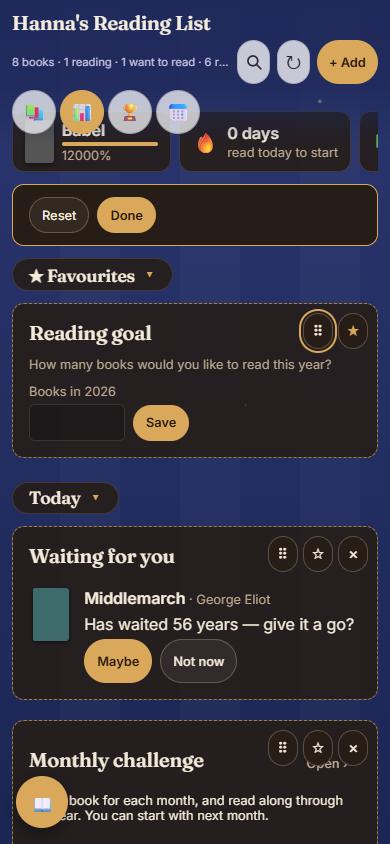 Hanna's Reading List
8 books · 1 reading · 1 want to read · 6 r...
+ Add
Babel
12000%
0 days
read today to start
Reset
Done
★ Favourites ▼
Reading goal
★
How many books would you like to read this year?
Books in 2026
Save
Today ▼
Waiting for you
☆ ×
Middlemarch · George Eliot
Has waited 56 years — give it a go?
Maybe
Not now
Monthly challenge
☆ ×
Open ›
book for each month, and read along through
ear. You can start with next month.